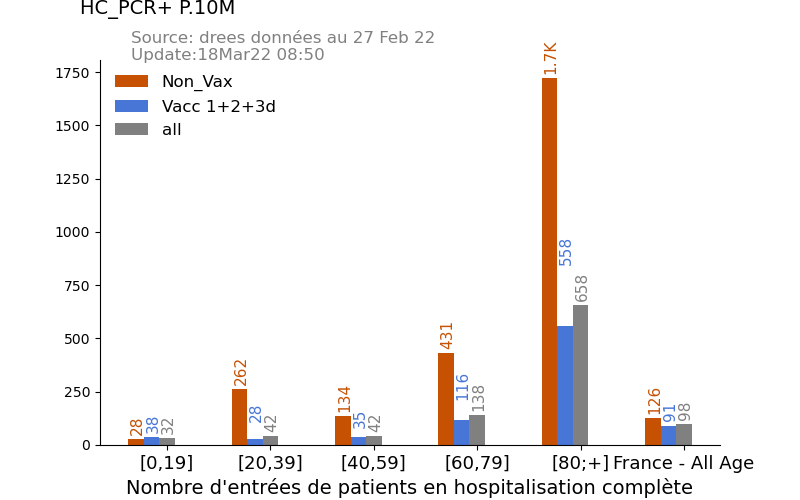 HC_PCR+ P.10M
Source: drees données au 27 Feb 22
Update:18Mar22 08:50
Non_Vax
Vacc 1+2+3d
all
1750
1500
1250
1000
750
500
250
0
28 38 32
262 28 42
134 35 42
431 116 138
1.7K 558 658
126 91 98
[0,19] [20,39] [40,59] [60,79] [80;+] France - All Age
Nombre d'entrées de patients en hospitalisation complète